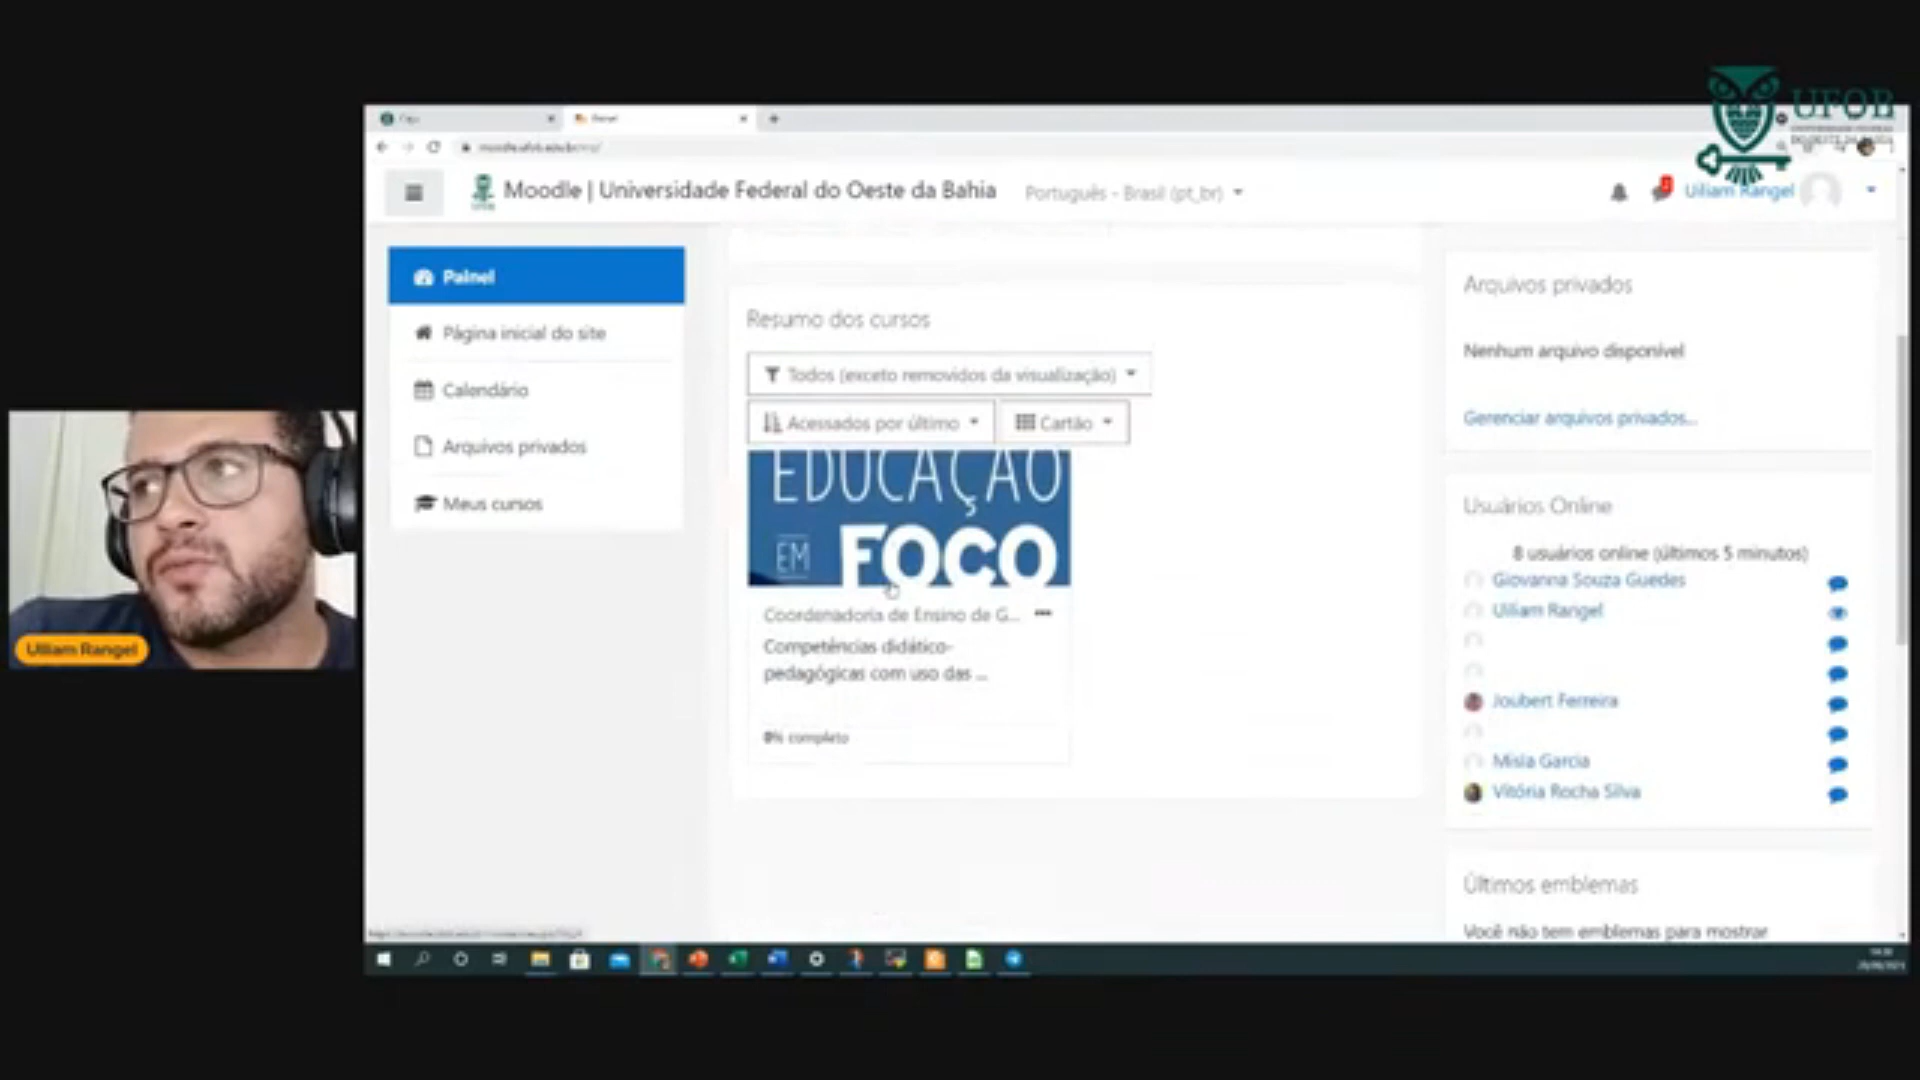 UFOB
Moodle | Universidade Federal do Oeste da Bahia
Português - Brasil (pt_br)
Uiliam Rangel
Painel
Página inicial do site
Calendário
Arquivos privados
Meus cursos
Resumo dos cursos
Todos (exceto removidos da visualização)
Acessados por último
Cartão
EDUCAÇÃO
EM FOCO
Coordenadoria de Ensino de G...
Competências didático-
pedagógicas com uso das ...
0% completo
Arquivos privados
Nenhum arquivo disponível
Gerenciar arquivos privados...
Usuários Online
8 usuários online (últimos 5 minutos)
Giovanna Souza Guedes
Uiliam Rangel
Joubert Ferreira
Misla Garcia
Vitória Rocha Silva
Últimos emblemas
Você não tem emblemas para mostrar
Uiliam Rangel